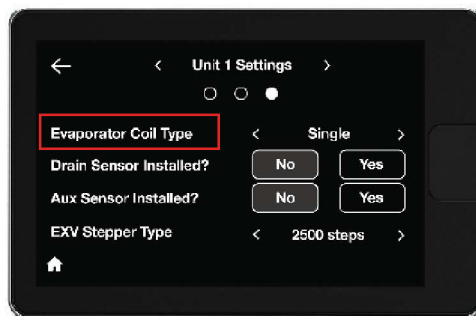 Unit 1 Settings
Evaporator Coil Type Single
Drain Sensor Installed? No Yes
Aux Sensor Installed? No Yes
EXV Stepper Type 2500 steps